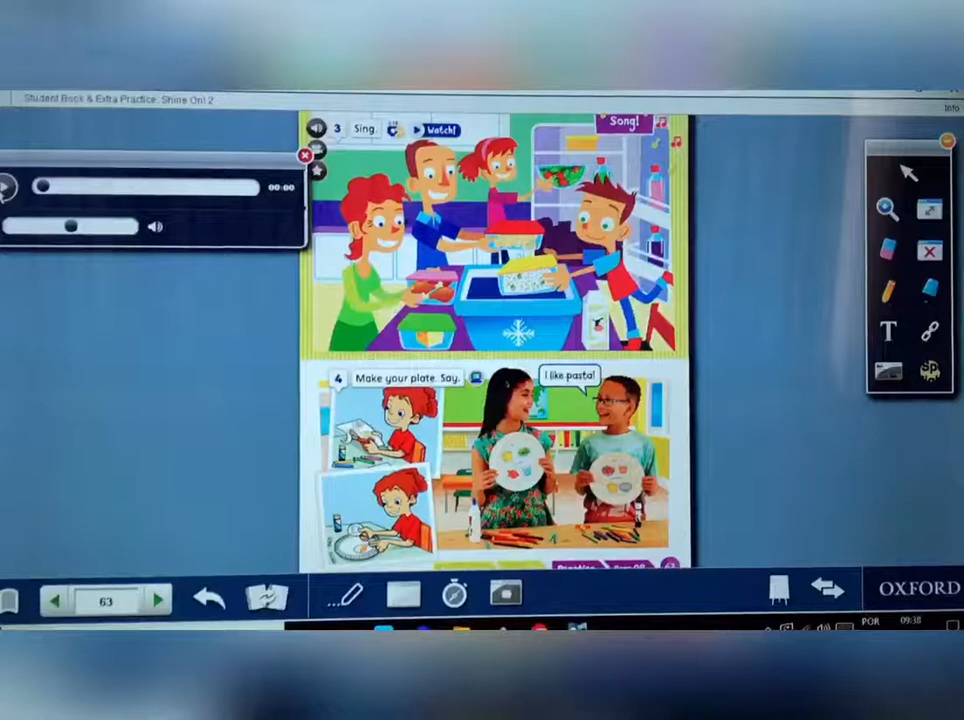 Student Book & Extra Practice: Shine On! 2
Info
3 Sing. Watch!
Song!
00:00
4 Make your plate. Say.
I like pasta!
T
63
OXFORD
POR
09:38